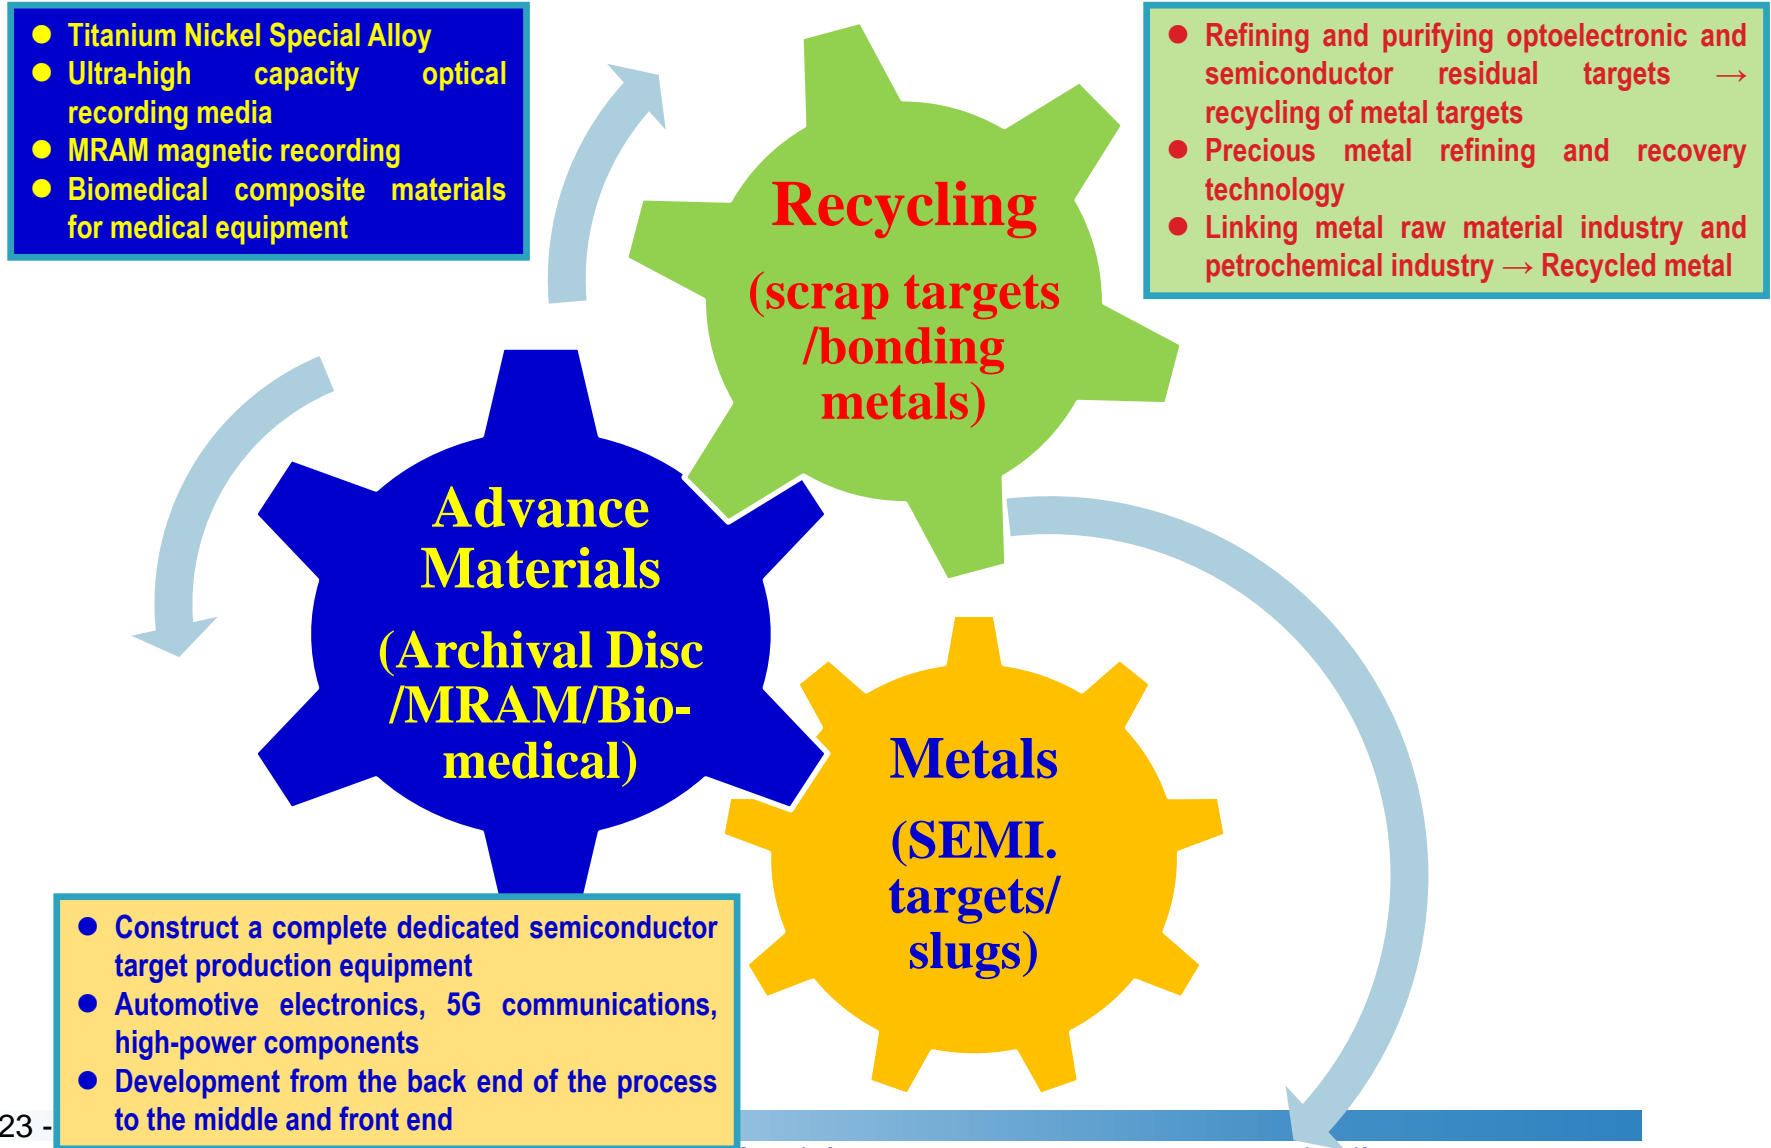 ● Titanium Nickel Special Alloy
● Ultra-high capacity optical
recording media
● MRAM magnetic recording
● Biomedical composite materials
for medical equipment
● Refining and purifying optoelectronic and
semiconductor residual targets →
recycling of metal targets
● Precious metal refining and recovery
technology
● Linking metal raw material industry and
petrochemical industry → Recycled metal
Recycling
(scrap targets
/bonding
metals)
Advance
Materials
(Archival Disc
/MRAM/Bio-
medical)
Metals
(SEMI.
targets/
slugs)
● Construct a complete dedicated semiconductor
target production equipment
● Automotive electronics, 5G communications,
high-power components
● Development from the back end of the process
to the middle and front end
23 -